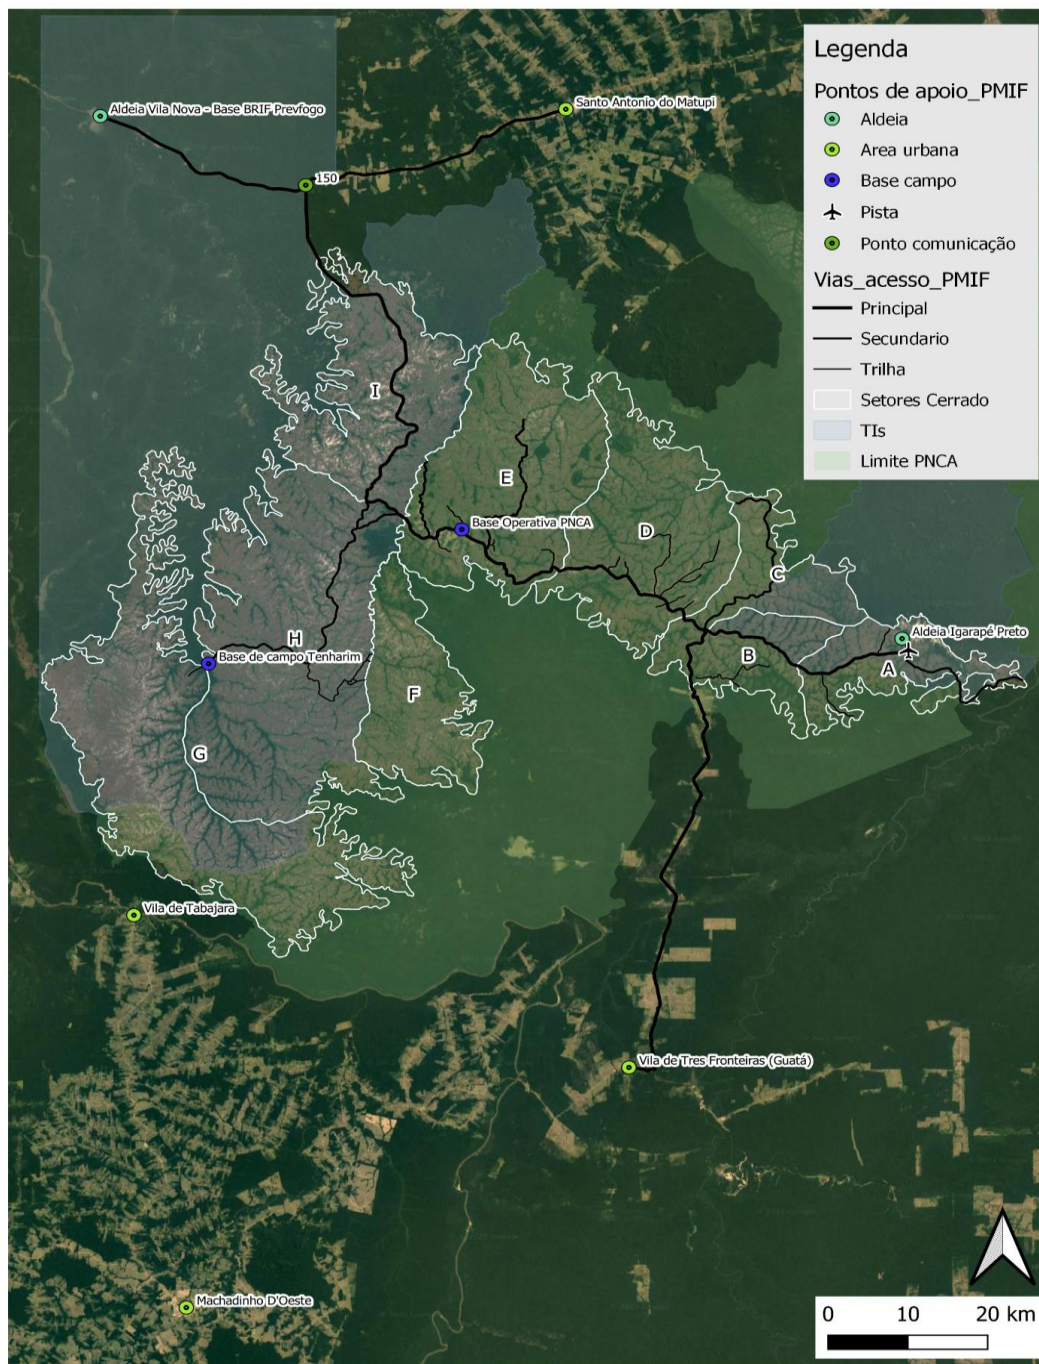 Legenda
Pontos de apoio_PMIF
Aldeia
Area urbana
Base campo
Pista
Ponto comunicação
Vias_acesso_PMIF
Principal
Secundario
Trilha
Setores Cerrado
TIs
Limite PNCA
Aldeia Vila Nova - Base BRIF Prevfogo
Santo Antonio do Matupi
150
I
E
Base Operativa PNCA
D
C
Aldeia Igarapé Preto
H
Base de campo Tenharim
B
A
F
G
Vila de Tabajara
Vila de Tres Fronteiras (Guatá)
Machadinho D'Oeste
0 10 20 km